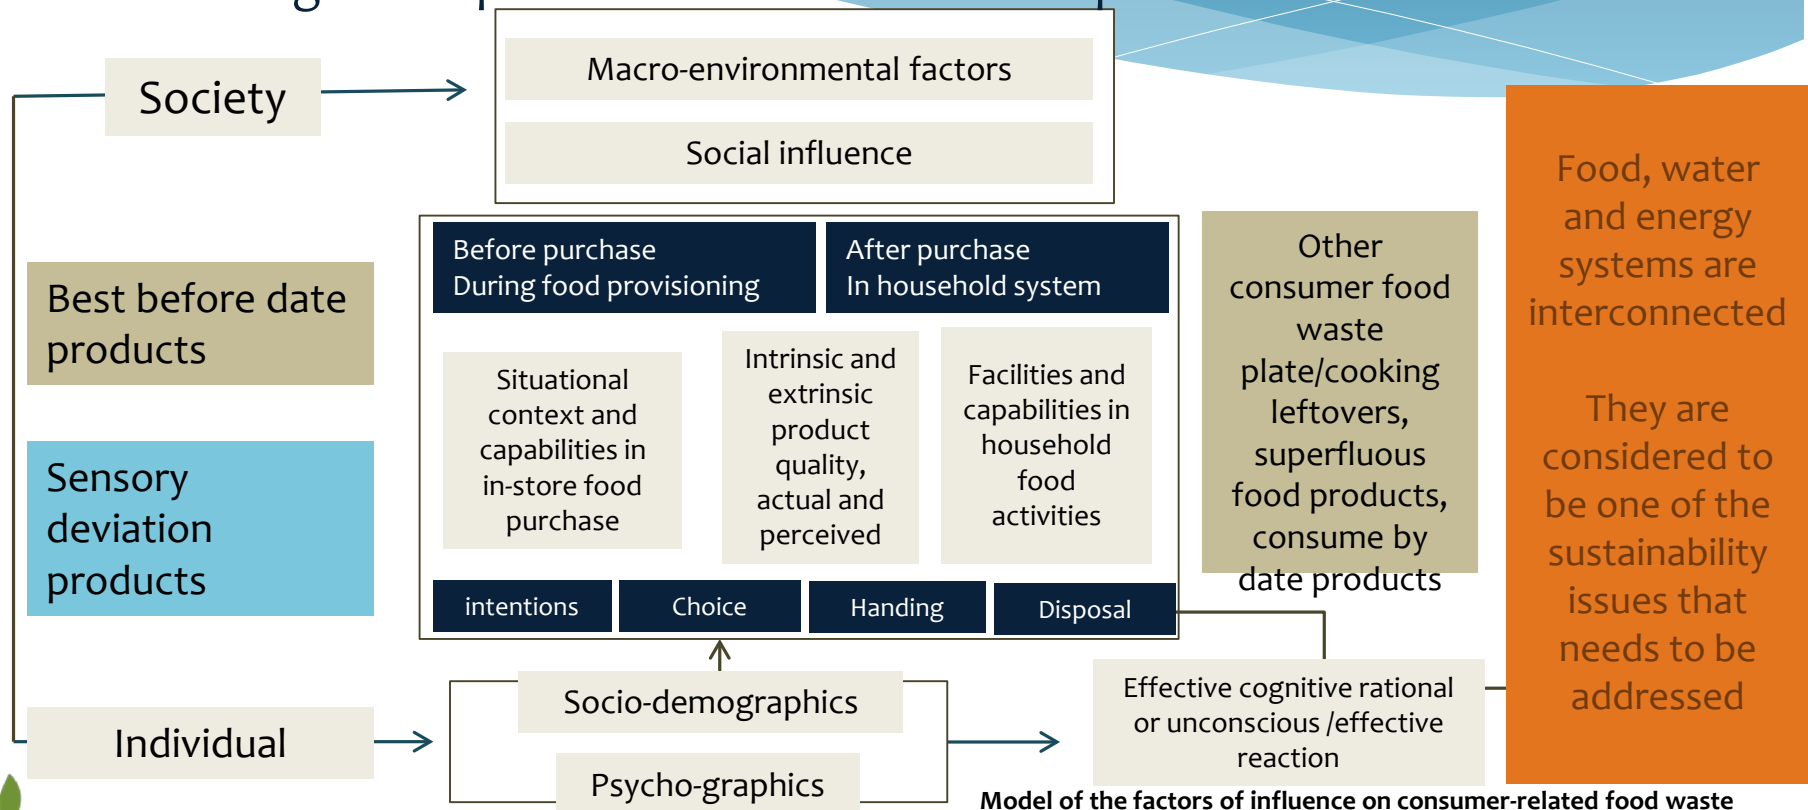 Macro-environmental factors
Society
Social influence
Before purchase
During food provisioning
After purchase
In household system
Best before date
products
Sensory
deviation
products
Situational
context and
capabilities in
in-store food
purchase
Intrinsic and
extrinsic
product
quality,
actual and
perceived
Facilities and
capabilities in
household
food
activities
intentions
Choice
Handing
Disposal
Other
consumer food
waste
plate/cooking
leftovers,
superfluous
food products,
consume by
date products
Food, water
and energy
systems are
interconnected
They are
considered to
be one of the
sustainability
issues that
needs to be
addressed
Individual
Socio-demographics
Psycho-graphics
Effective cognitive rational
or unconscious /effective
reaction
Model of the factors of influence on consumer-related food waste